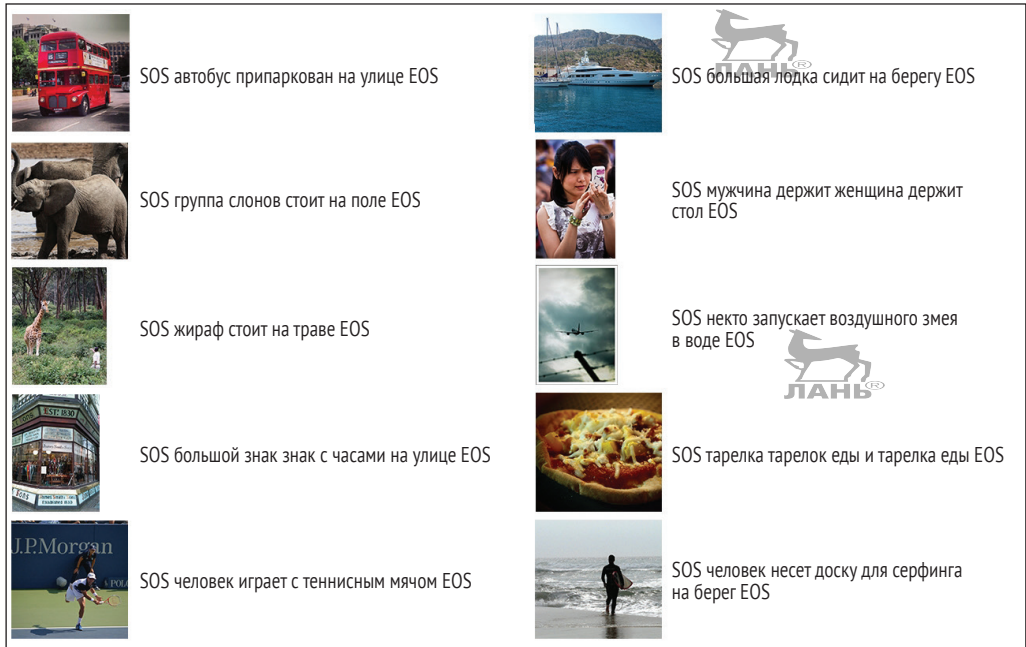 SOS автобус припаркован на улице EOS
SOS группа слонов стоит на поле EOS
SOS жираф стоит на траве EOS
EST. 1830
SOS большой знак знак с часами на улице EOS
J.P.Morgan
POLO
SOS человек играет с теннисным мячом EOS
ЛАНЬ®
SOS большая лодка сидит на берегу EOS
SOS мужчина держит женщина держит
стол EOS
SOS некто запускает воздушного змея
в воде EOS
ЛАНЬ®
SOS тарелка тарелок еды и тарелка еды EOS
SOS человек несет доску для серфинга
на берег EOS